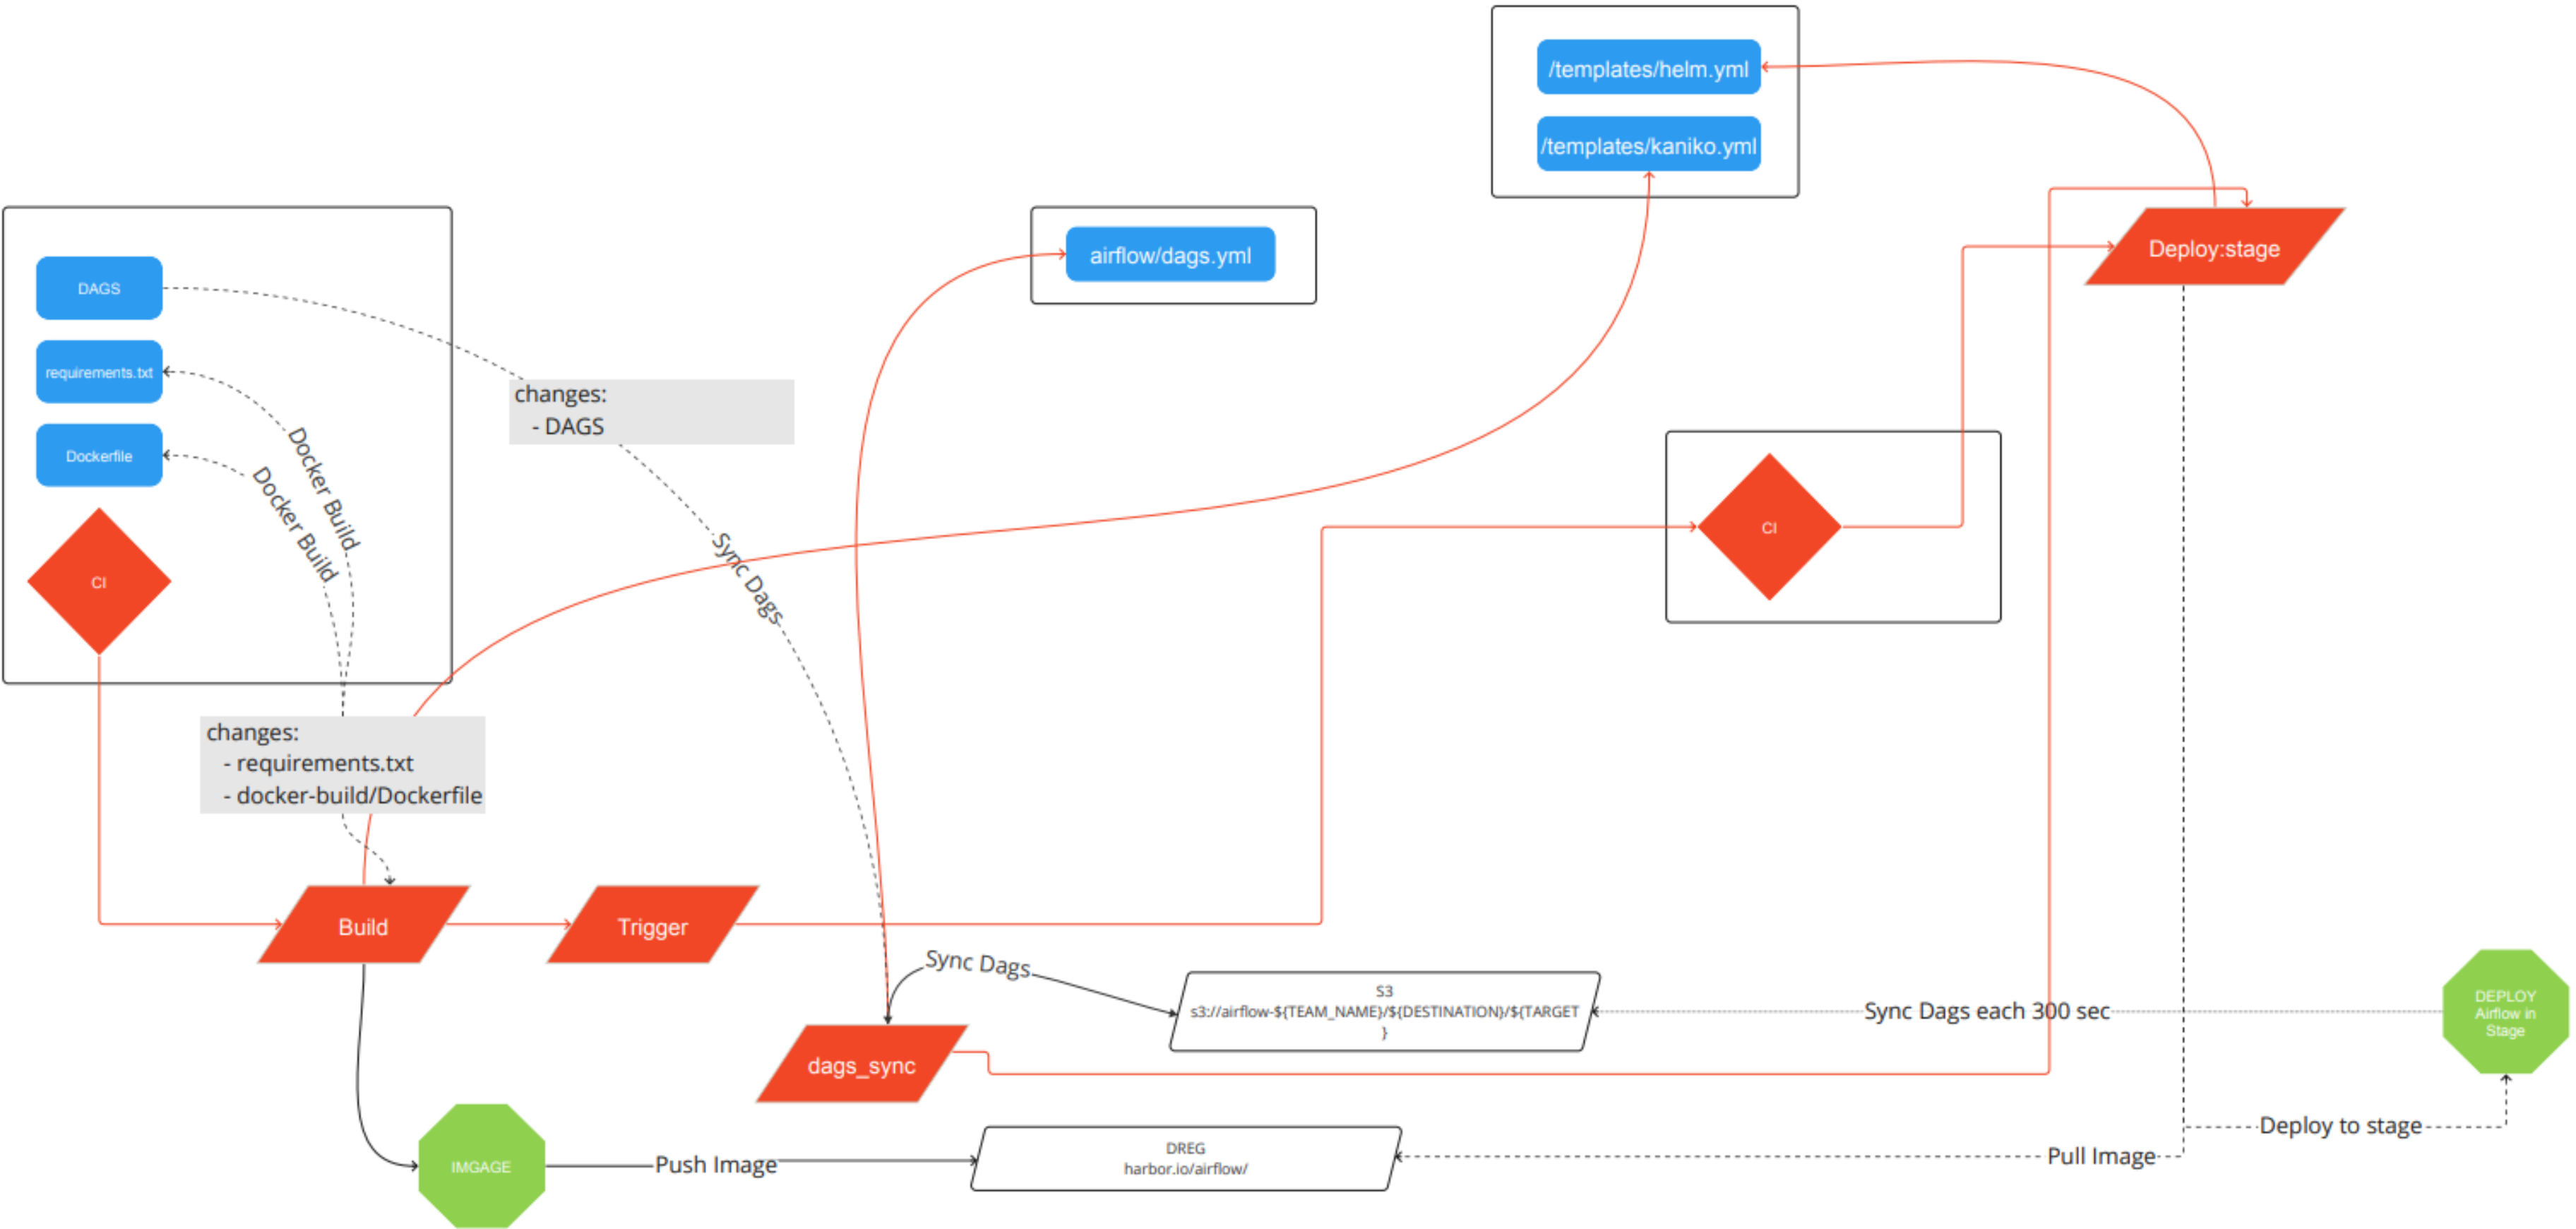 /templates/helm.yml
/templates/kaniko.yml
Deploy:stage
airflow/dags.yml
DAGS
requirements.txt
Dockerfile
CI
Docker Build
Docker Build
changes:
- DAGS
Sync Dags
CI
changes:
- requirements.txt
- docker-build/Dockerfile
Build
Trigger
Sync Dags
S3
s3://airflow-${TEAM_NAME}/${DESTINATION}/${TARGET
}
Sync Dags each 300 sec
DEPLOY
Airflow in
Stage
dags_sync
Deploy to stage
IMGAGE
Push Image
DREG
harbor.io/airflow/
Pull Image